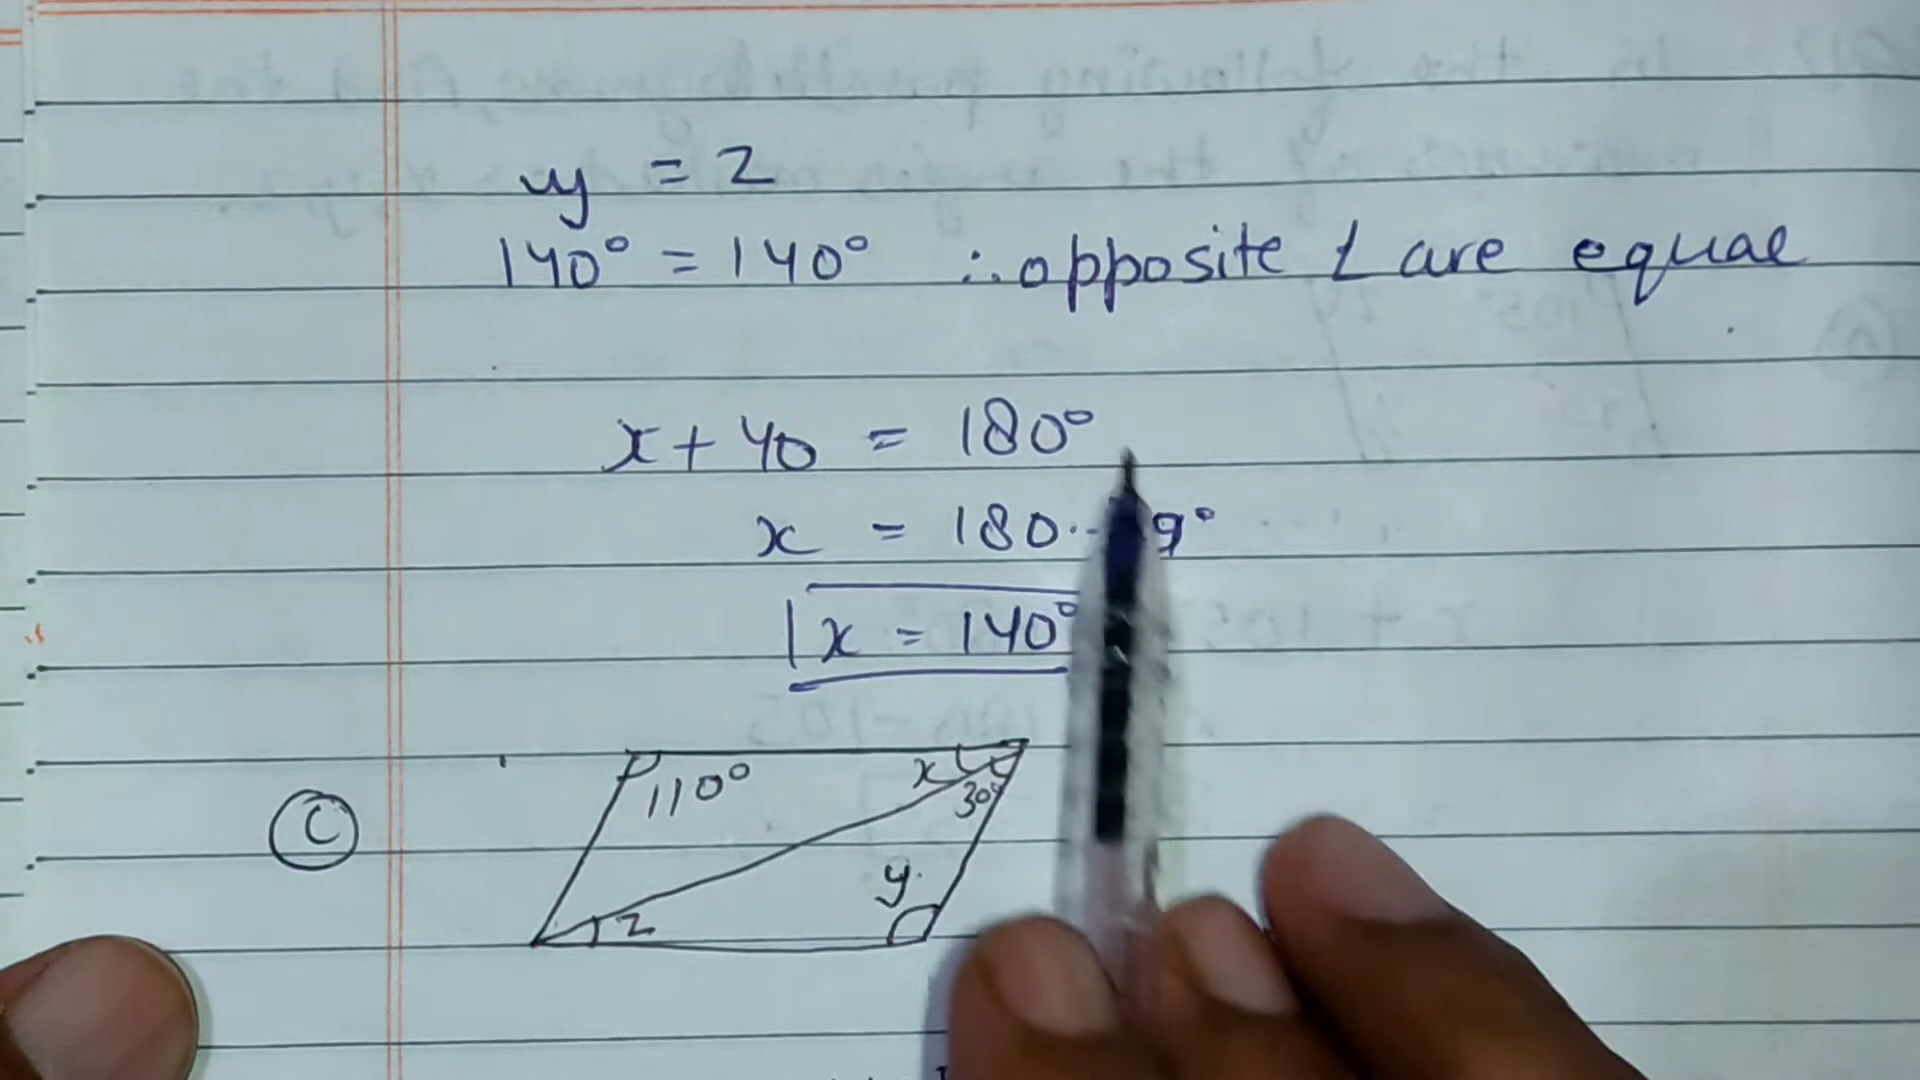 y = z
140° = 140° ∴ opposite ∠ are equal
x + 40 = 180°
x = 180
x = 140°
C
110° x 30°
y
z